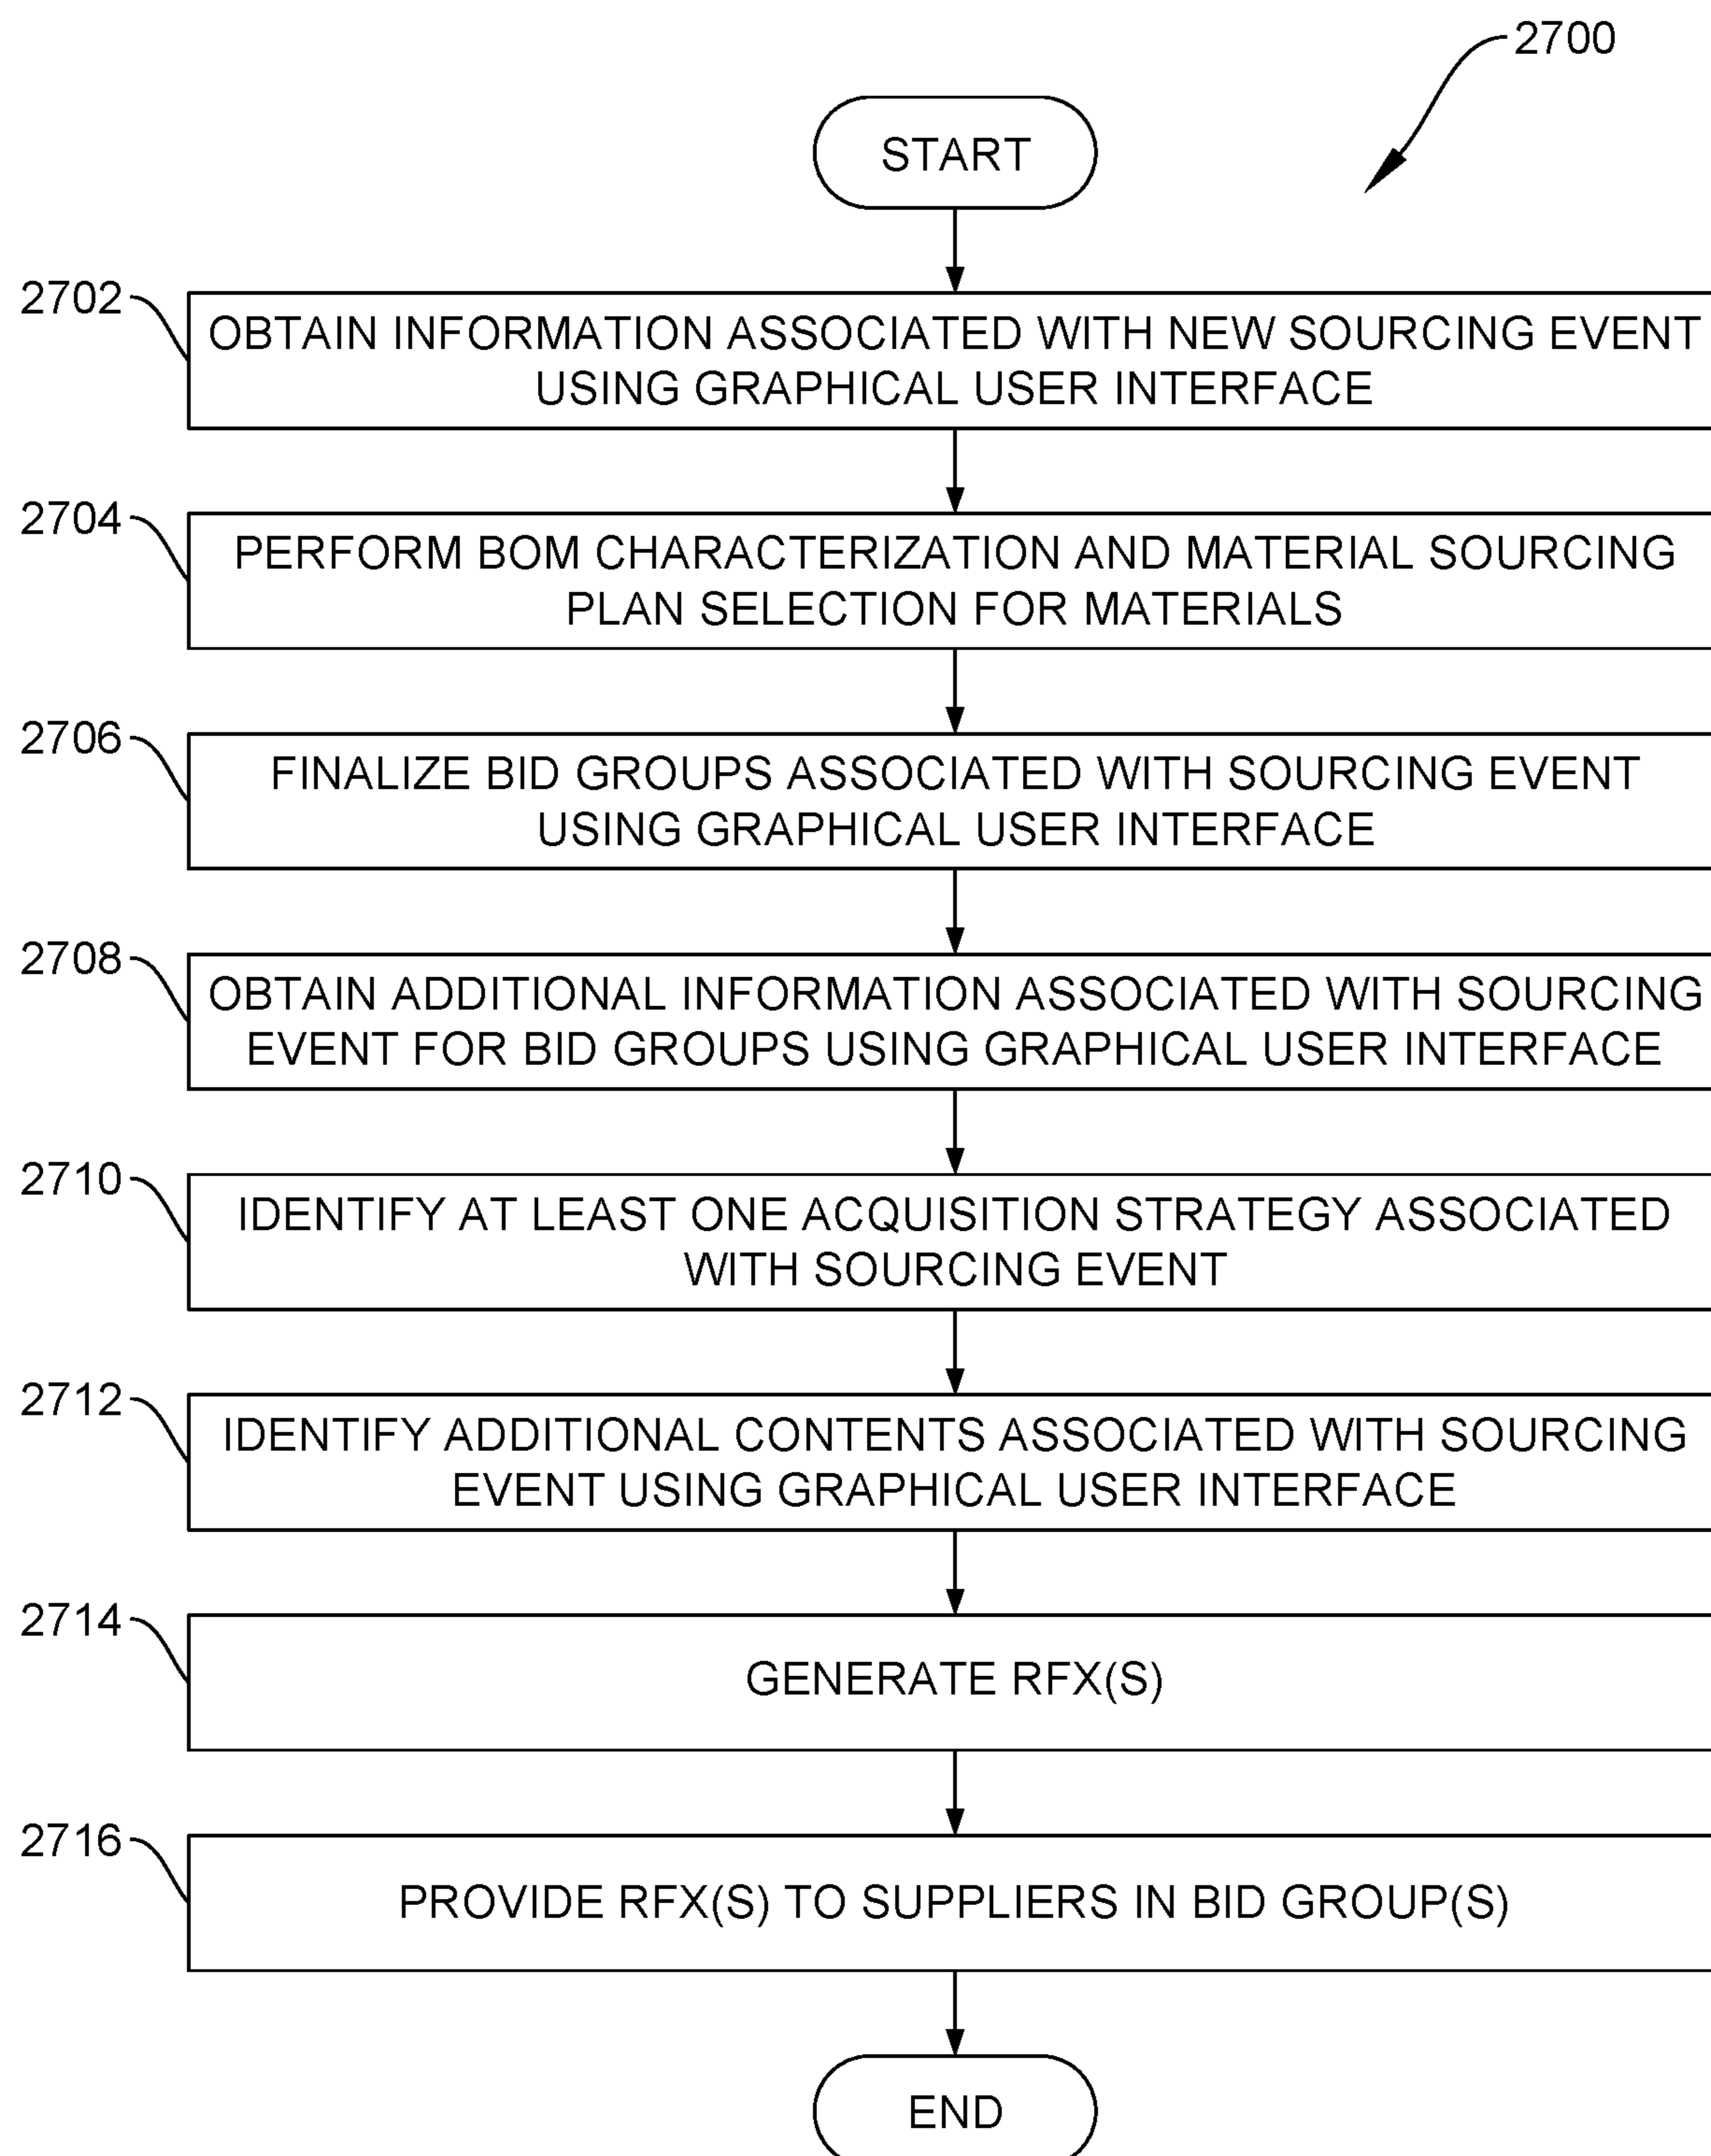 2700
START
2702
OBTAIN INFORMATION ASSOCIATED WITH NEW SOURCING EVENT
USING GRAPHICAL USER INTERFACE
2704
PERFORM BOM CHARACTERIZATION AND MATERIAL SOURCING
PLAN SELECTION FOR MATERIALS
2706
FINALIZE BID GROUPS ASSOCIATED WITH SOURCING EVENT
USING GRAPHICAL USER INTERFACE
2708
OBTAIN ADDITIONAL INFORMATION ASSOCIATED WITH SOURCING
EVENT FOR BID GROUPS USING GRAPHICAL USER INTERFACE
2710
IDENTIFY AT LEAST ONE ACQUISITION STRATEGY ASSOCIATED
WITH SOURCING EVENT
2712
IDENTIFY ADDITIONAL CONTENTS ASSOCIATED WITH SOURCING
EVENT USING GRAPHICAL USER INTERFACE
2714
GENERATE RFX(S)
2716
PROVIDE RFX(S) TO SUPPLIERS IN BID GROUP(S)
END